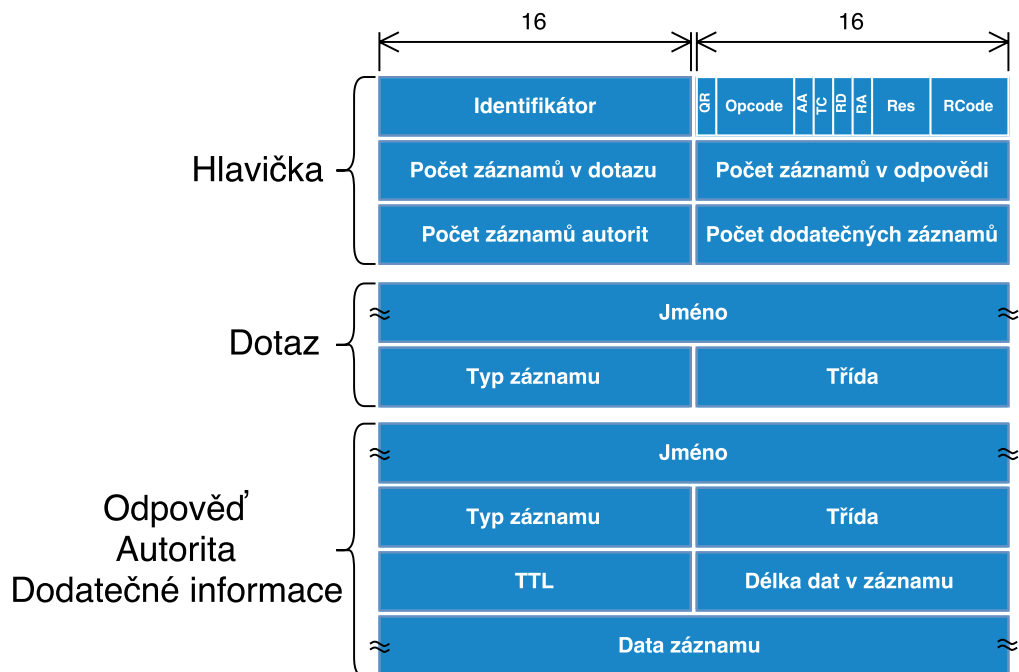 16
16
Hlavička
Identifikátor
QR
Opcode
AA
TC
RD
RA
Res
RCode
Počet záznamů v dotazu
Počet záznamů v odpovědi
Počet záznamů autorit
Počet dodatečných záznamů
Dotaz
Jméno
Typ záznamu
Třída
Odpověď
Autorita
Dodatečné informace
Jméno
Typ záznamu
Třída
TTL
Délka dat v záznamu
Data záznamu